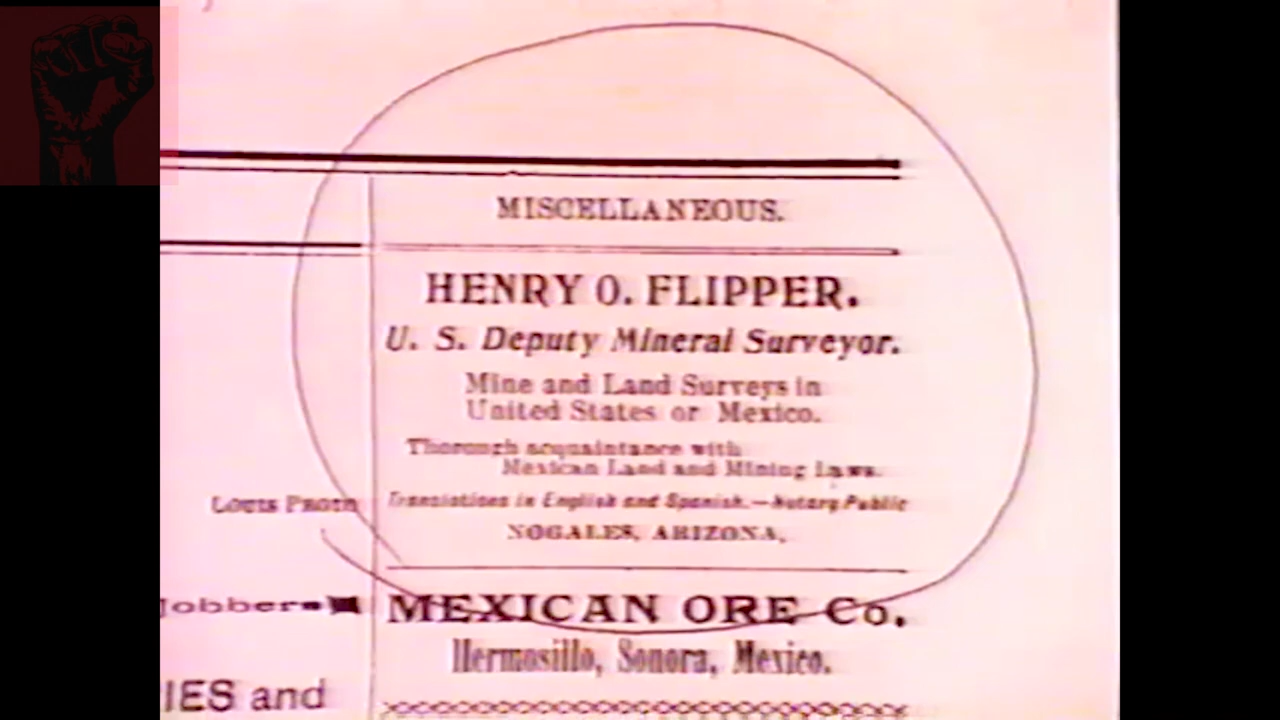 MISCELLANEOUS.
HENRY O. FLIPPER.
U. S. Deputy Mineral Surveyor.
Mine and Land Surveys in
United States or Mexico.
Thorough acquaintance with
Mexican Land and Mining Laws.
Translations in English and Spanish.—Notary Public
NOGALES, ARIZONA.
MEXICAN ORE Co.
Hermosillo, Sonora, Mexico.
Louis Proto
Jobbers
IES and